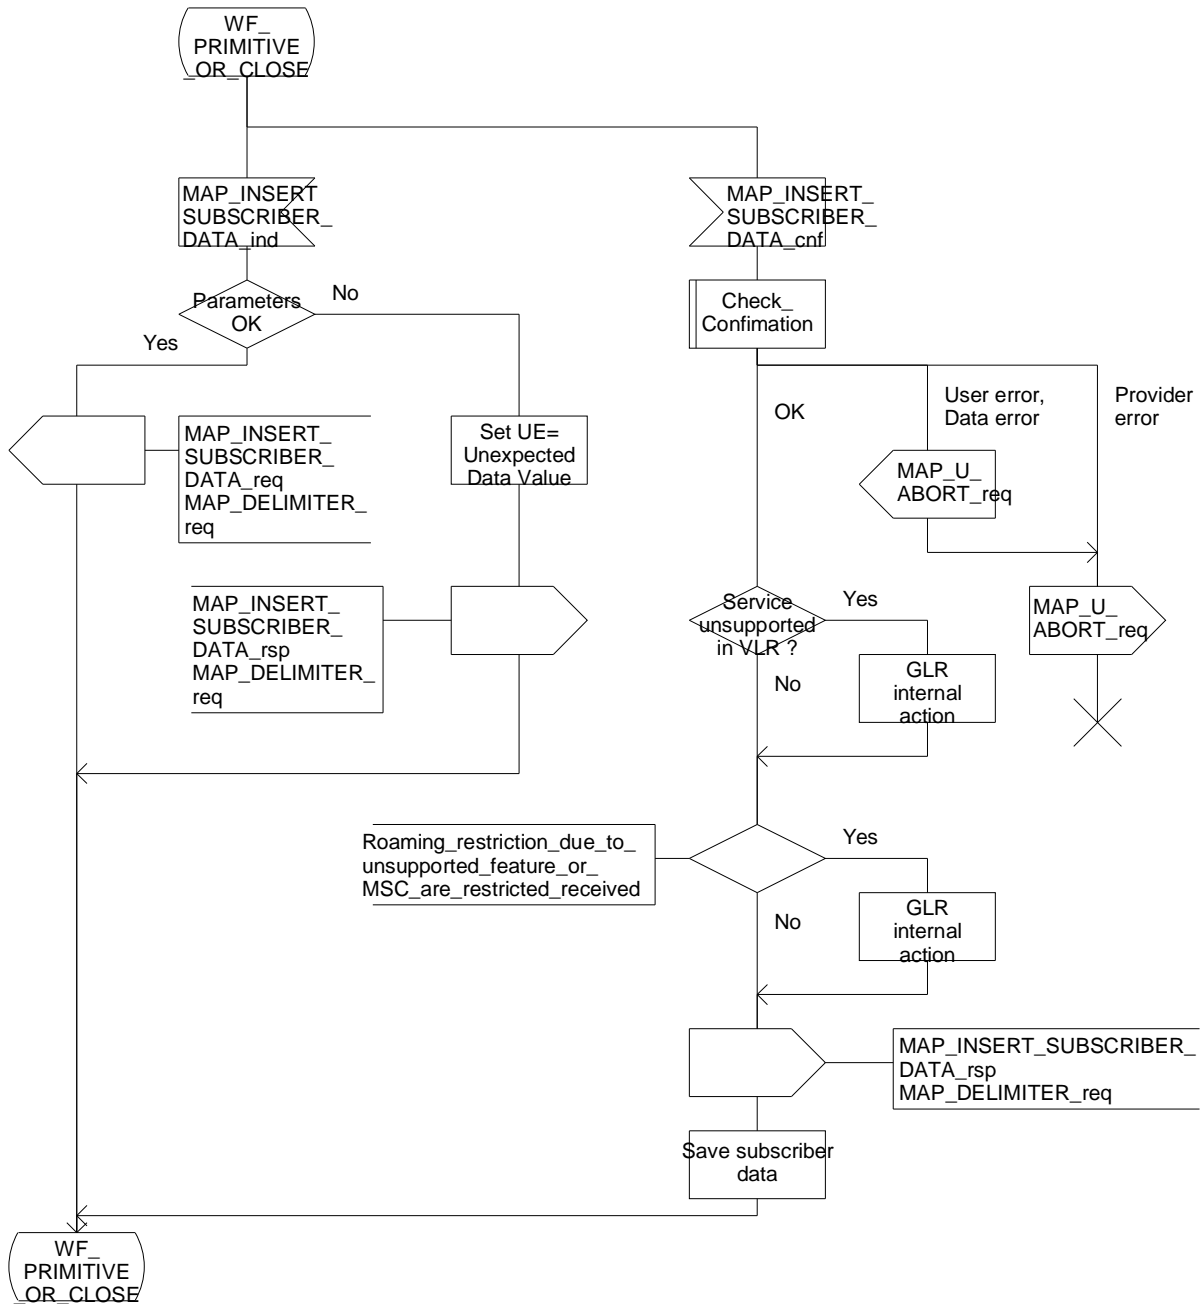 WF_
PRIMITIVE
_OR_CLOSE
MAP_INSERT
SUBSCRIBER_
DATA_ind
MAP_INSERT_
SUBSCRIBER_
DATA_cnf
Parameters
OK
No
Yes
Check_
Confimation
OK
User error,
Data error
Provider
error
MAP_INSERT_
SUBSCRIBER_
DATA_req
MAP_DELIMITER_
req
Set UE=
Unexpected
Data Value
MAP_U_
ABORT_req
MAP_INSERT_
SUBSCRIBER_
DATA_rsp
MAP_DELIMITER_
req
Service
unsupported
in VLR ?
Yes
No
MAP_U_
ABORT_req
GLR
internal
action
Roaming_restriction_due_to_
unsupported_feature_or_
MSC_are_restricted_received
Yes
No
GLR
internal
action
MAP_INSERT_SUBSCRIBER_
DATA_rsp
MAP_DELIMITER_req
Save subscriber
data
WF_
PRIMITIVE
_OR_CLOSE